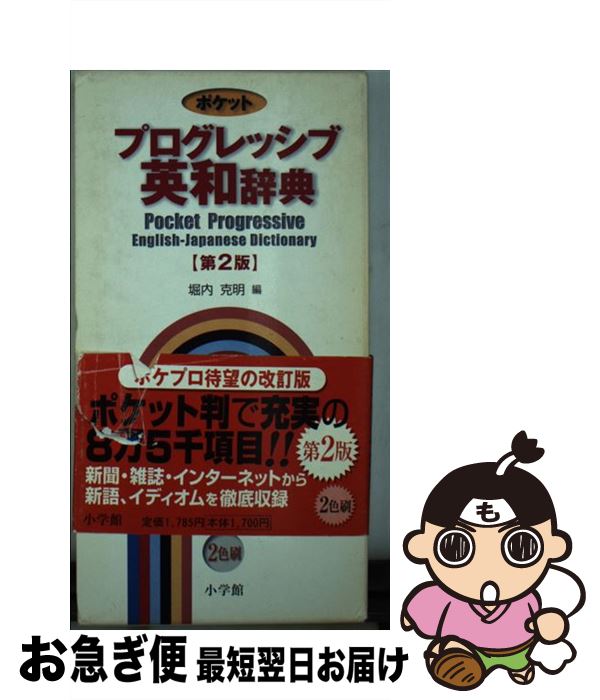 ポケット
プログレッシブ
英和辞典
Pocket Progressive
English-Japanese Dictionary
【第2版】
堀内 克明 編
ポケプロ待望の改訂版
ポケット判で充実の
8万5千項目!!
第2版
新聞・雑誌・インターネットから
新語、イディオムを徹底収録
2色刷
小学館
定価1,785円 本体1,700円
2色刷
小学館
も
お急ぎ便 最短翌日お届け